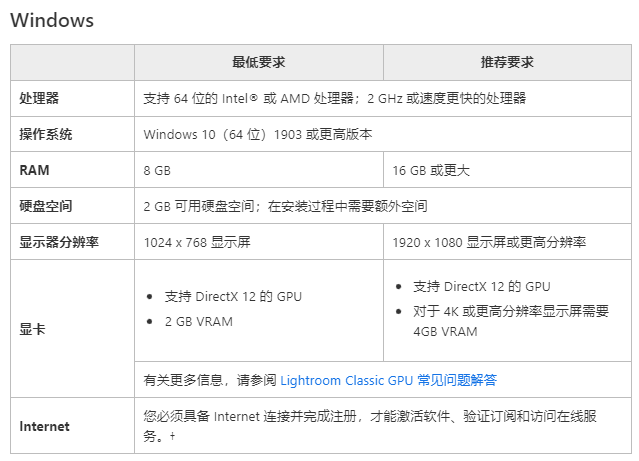 Windows
最低要求 推荐要求
处理器 支持 64 位的 Intel® 或 AMD 处理器；2 GHz 或速度更快的处理器
操作系统 Windows 10（64 位）1903 或更高版本
RAM 8 GB 16 GB 或更大
硬盘空间 2 GB 可用硬盘空间；在安装过程中需要额外空间
显示器分辨率 1024 x 768 显示屏 1920 x 1080 显示屏或更高分辨率
显卡
• 支持 DirectX 12 的 GPU
• 2 GB VRAM
• 支持 DirectX 12 的 GPU
• 对于 4K 或更高分辨率显示屏需要
4GB VRAM
有关更多信息，请参阅 Lightroom Classic GPU 常见问题解答
Internet
您必须具备 Internet 连接并完成注册，才能激活软件、验证订阅和访问在线服
务。†